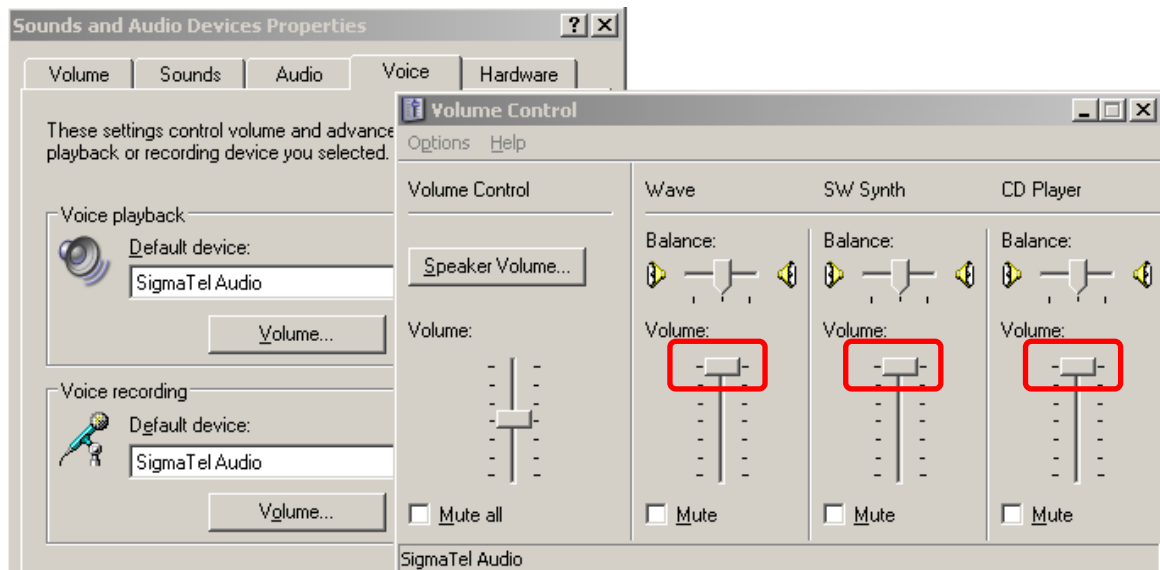 Sounds and Audio Devices Properties
Volume Sounds Audio Voice Hardware
These settings control volume and advance
playback or recording device you selected.
Voice playback
Default device:
SigmaTel Audio
Volume...
Voice recording
Default device:
SigmaTel Audio
Volume...
Volume Control
Options Help
Volume Control
Speaker Volume...
Volume:
Mute all
Wave
Balance:
Volume:
Mute
SW Synth
Balance:
Volume:
Mute
CD Player
Balance:
Volume:
Mute
SigmaTel Audio